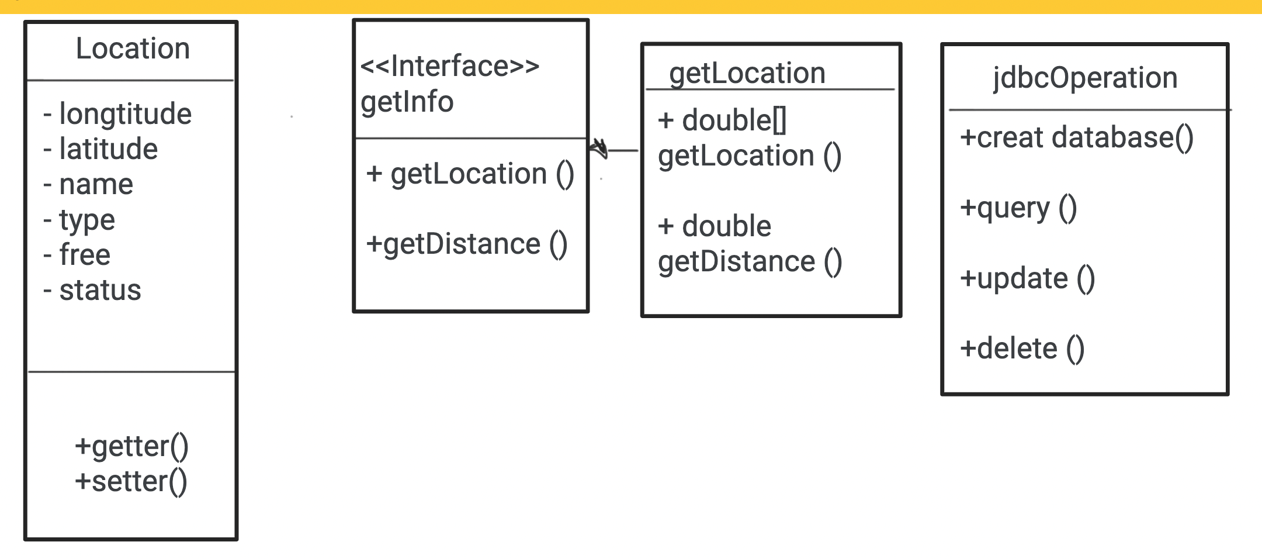 Location
- longtitude
- latitude
- name
- type
- free
- status
+getter()
+setter()
<<Interface>>
getInfo
+ getLocation ()
+getDistance ()
getLocation
+ double[]
getLocation ()
+ double
getDistance ()
jdbcOperation
+creat database()
+query ()
+update ()
+delete ()